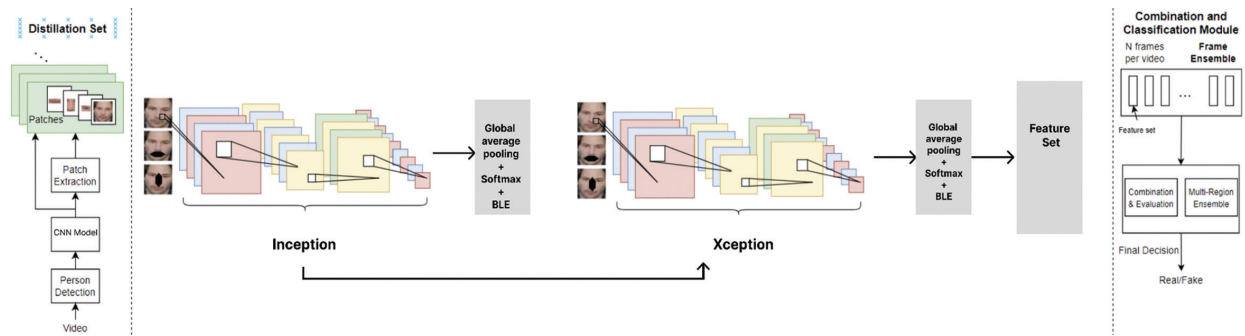 Distillation Set
Patches
Patch
Extraction
CNN Model
Person
Detection
Video
Global
average
pooling
+
Softmax
+
BLE
Inception
Global
average
pooling
+
Softmax
+
BLE
Xception
Feature
Set
Combination and
Classification Module
N frames
per video
Frame
Ensemble
...
Feature set
Combination
& Evaluation
Multi-Region
Ensemble
Final Decision
Real/Fake